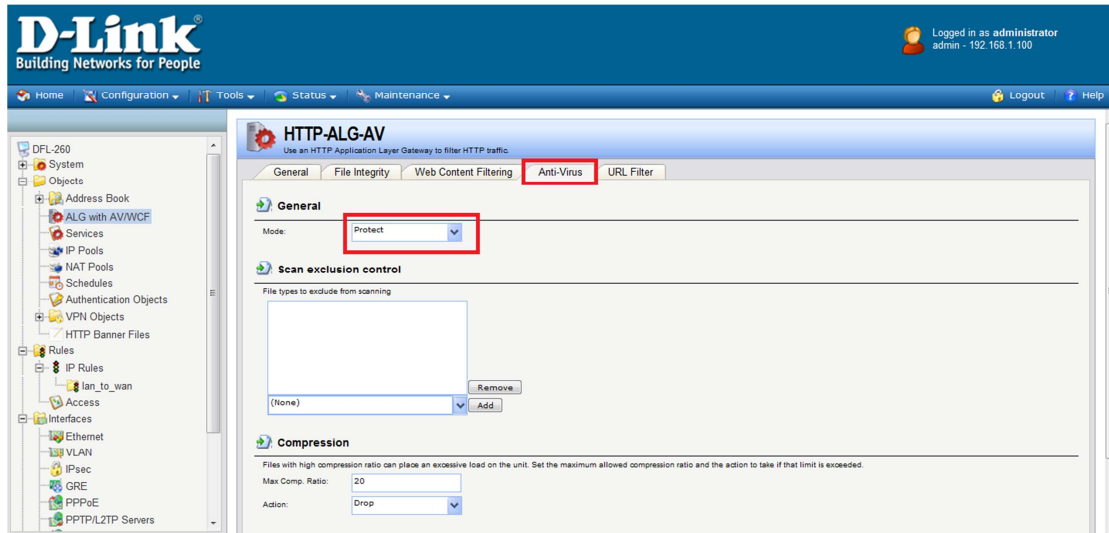 D-Link®
Building Networks for People
Logged in as administrator
admin - 192.168.1.100
Home Configuration Tools Status Maintenance Logout Help
DFL-260
System
Objects
Address Book
ALG with AV/WCF
Services
IP Pools
NAT Pools
Schedules
Authentication Objects
VPN Objects
HTTP Banner Files
Rules
IP Rules
lan_to_wan
Access
Interfaces
Ethernet
VLAN
IPsec
GRE
PPPoE
PPTP/L2TP Servers
HTTP-ALG-AV
Use an HTTP Application Layer Gateway to filter HTTP traffic.
General File Integrity Web Content Filtering Anti-Virus URL Filter
General
Mode: Protect
Scan exclusion control
File types to exclude from scanning
Remove
(None) Add
Compression
Files with high compression ratio can place an excessive load on the unit. Set the maximum allowed compression ratio and the action to take if that limit is exceeded.
Max Comp. Ratio: 20
Action: Drop